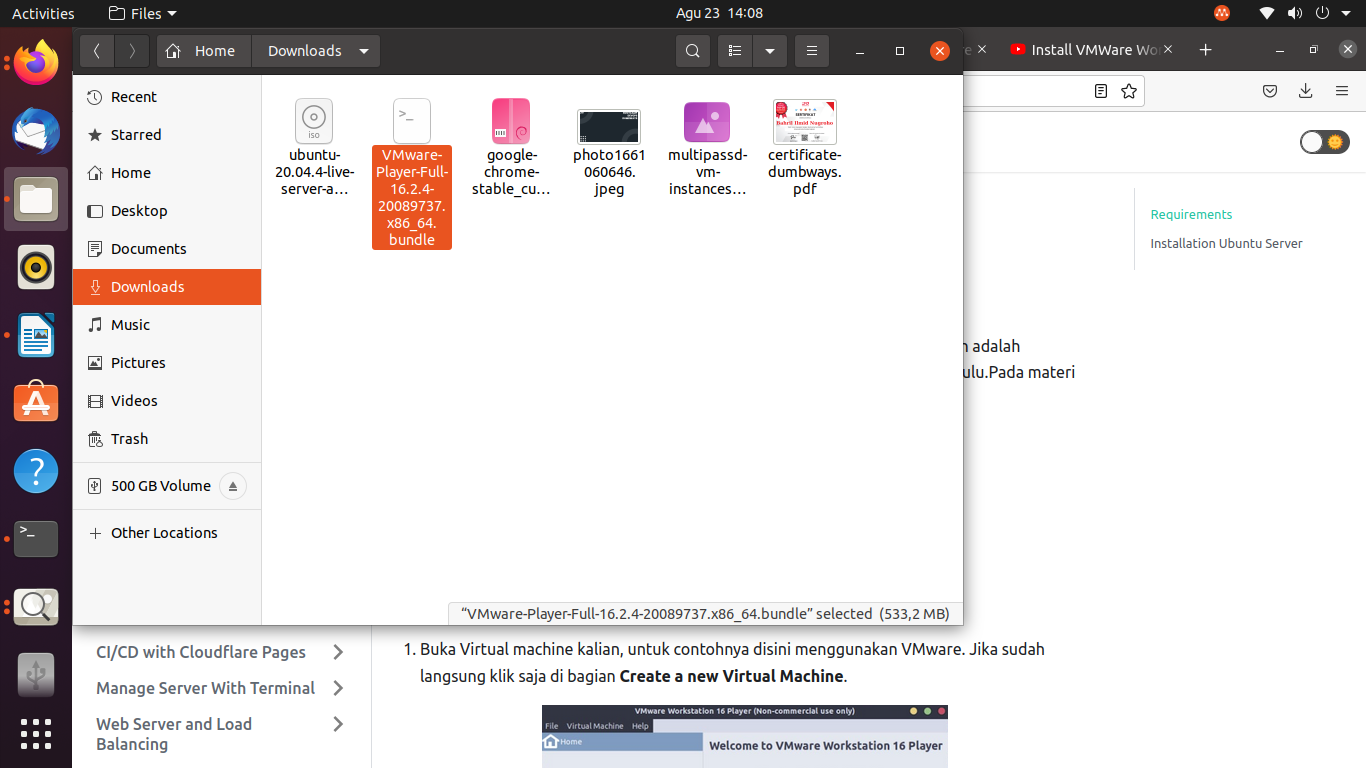 Activities
Files
Agu 23 14:08
Home
Downloads
Install VMWare Wo
Recent
Starred
Home
Desktop
Documents
Downloads
Music
Pictures
Videos
Trash
500 GB Volume
Other Locations
iso
ubuntu-
20.04.4-live-
server-a…
>_
VMware-
Player-Full-
16.2.4-
20089737.
x86_64.
bundle
google-
chrome-
stable_cu…
photo1661
060646.
jpeg
multipassd-
vm-
instances…
SERTIFIKAT
Bahril Ilmid Nugroho
certificate-
dumbways.
pdf
“VMware-Player-Full-16.2.4-20089737.x86_64.bundle” selected (533,2 MB)
Requirements
Installation Ubuntu Server
adalah
ulu.Pada materi
>_
CI/CD with Cloudflare Pages
Manage Server With Terminal
Web Server and Load
Balancing
1. Buka Virtual machine kalian, untuk contohnya disini menggunakan VMware. Jika sudah
langsung klik saja di bagian Create a new Virtual Machine.
VMware Workstation 16 Player (Non-commercial use only)
File Virtual Machine Help
Home
Welcome to VMware Workstation 16 Player